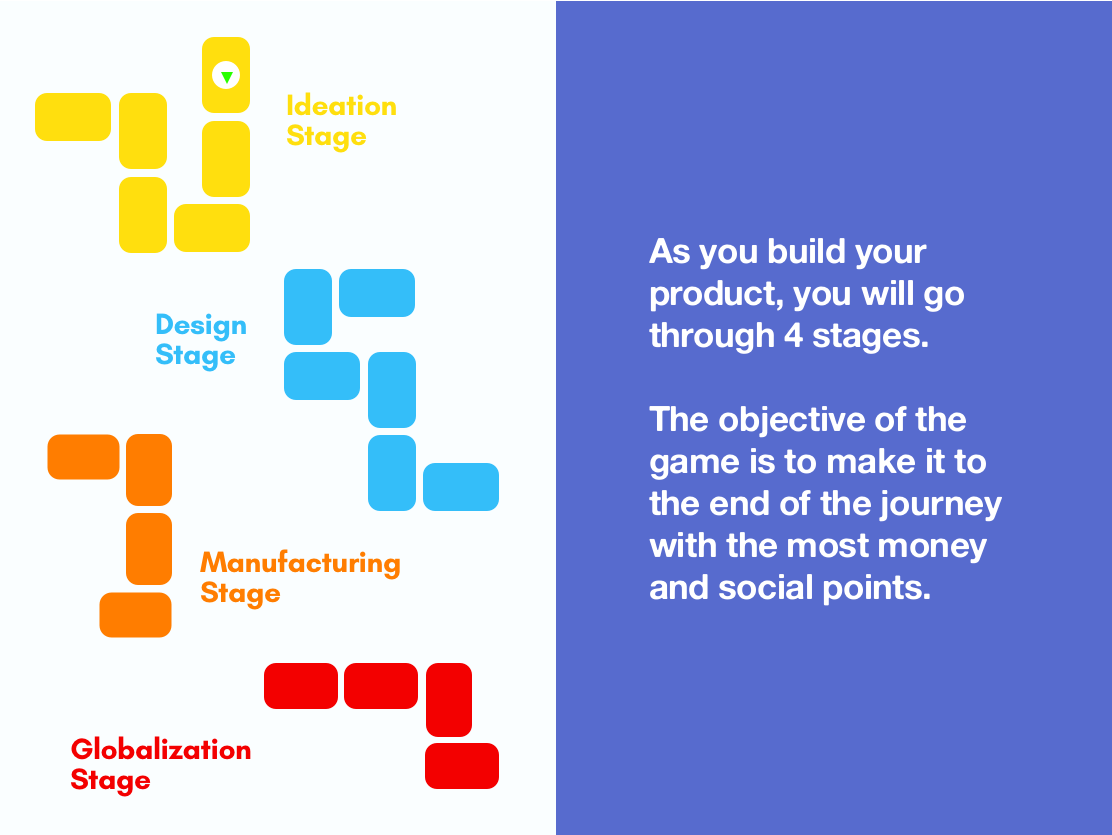 Ideation
Stage
Design
Stage
Manufacturing
Stage
Globalization
Stage
As you build your
product, you will go
through 4 stages.
The objective of the
game is to make it to
the end of the journey
with the most money
and social points.